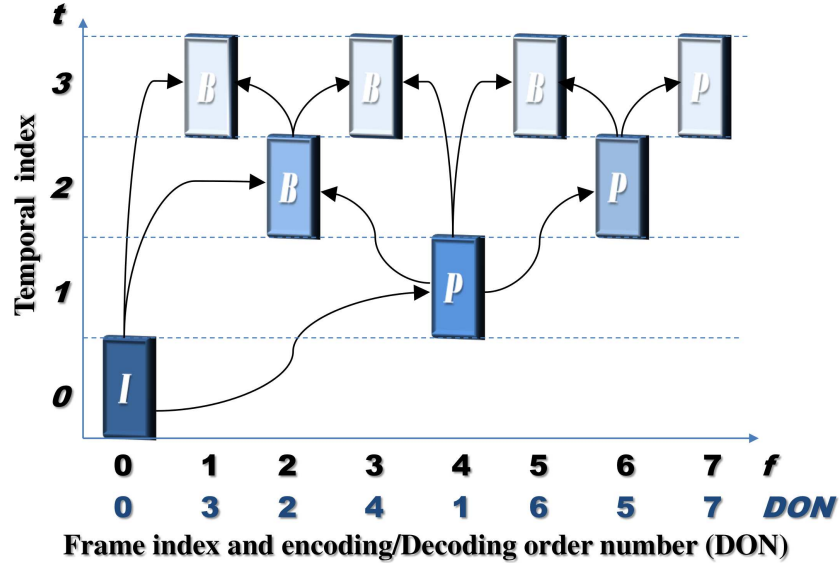 t
3 B B B P
2 B P
1 P
0 I
Temporal index
0 1 2 3 4 5 6 7 f
0 3 2 4 1 6 5 7 DON
Frame index and encoding/Decoding order number (DON)